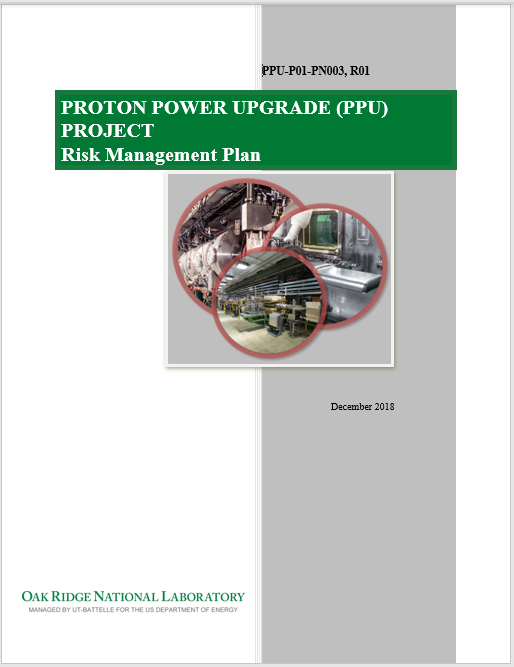 PPU-P01-PN003, R01
PROTON POWER UPGRADE (PPU)
PROJECT
Risk Management Plan
December 2018
OAK RIDGE NATIONAL LABORATORY
MANAGED BY UT-BATTELLE FOR THE US DEPARTMENT OF ENERGY